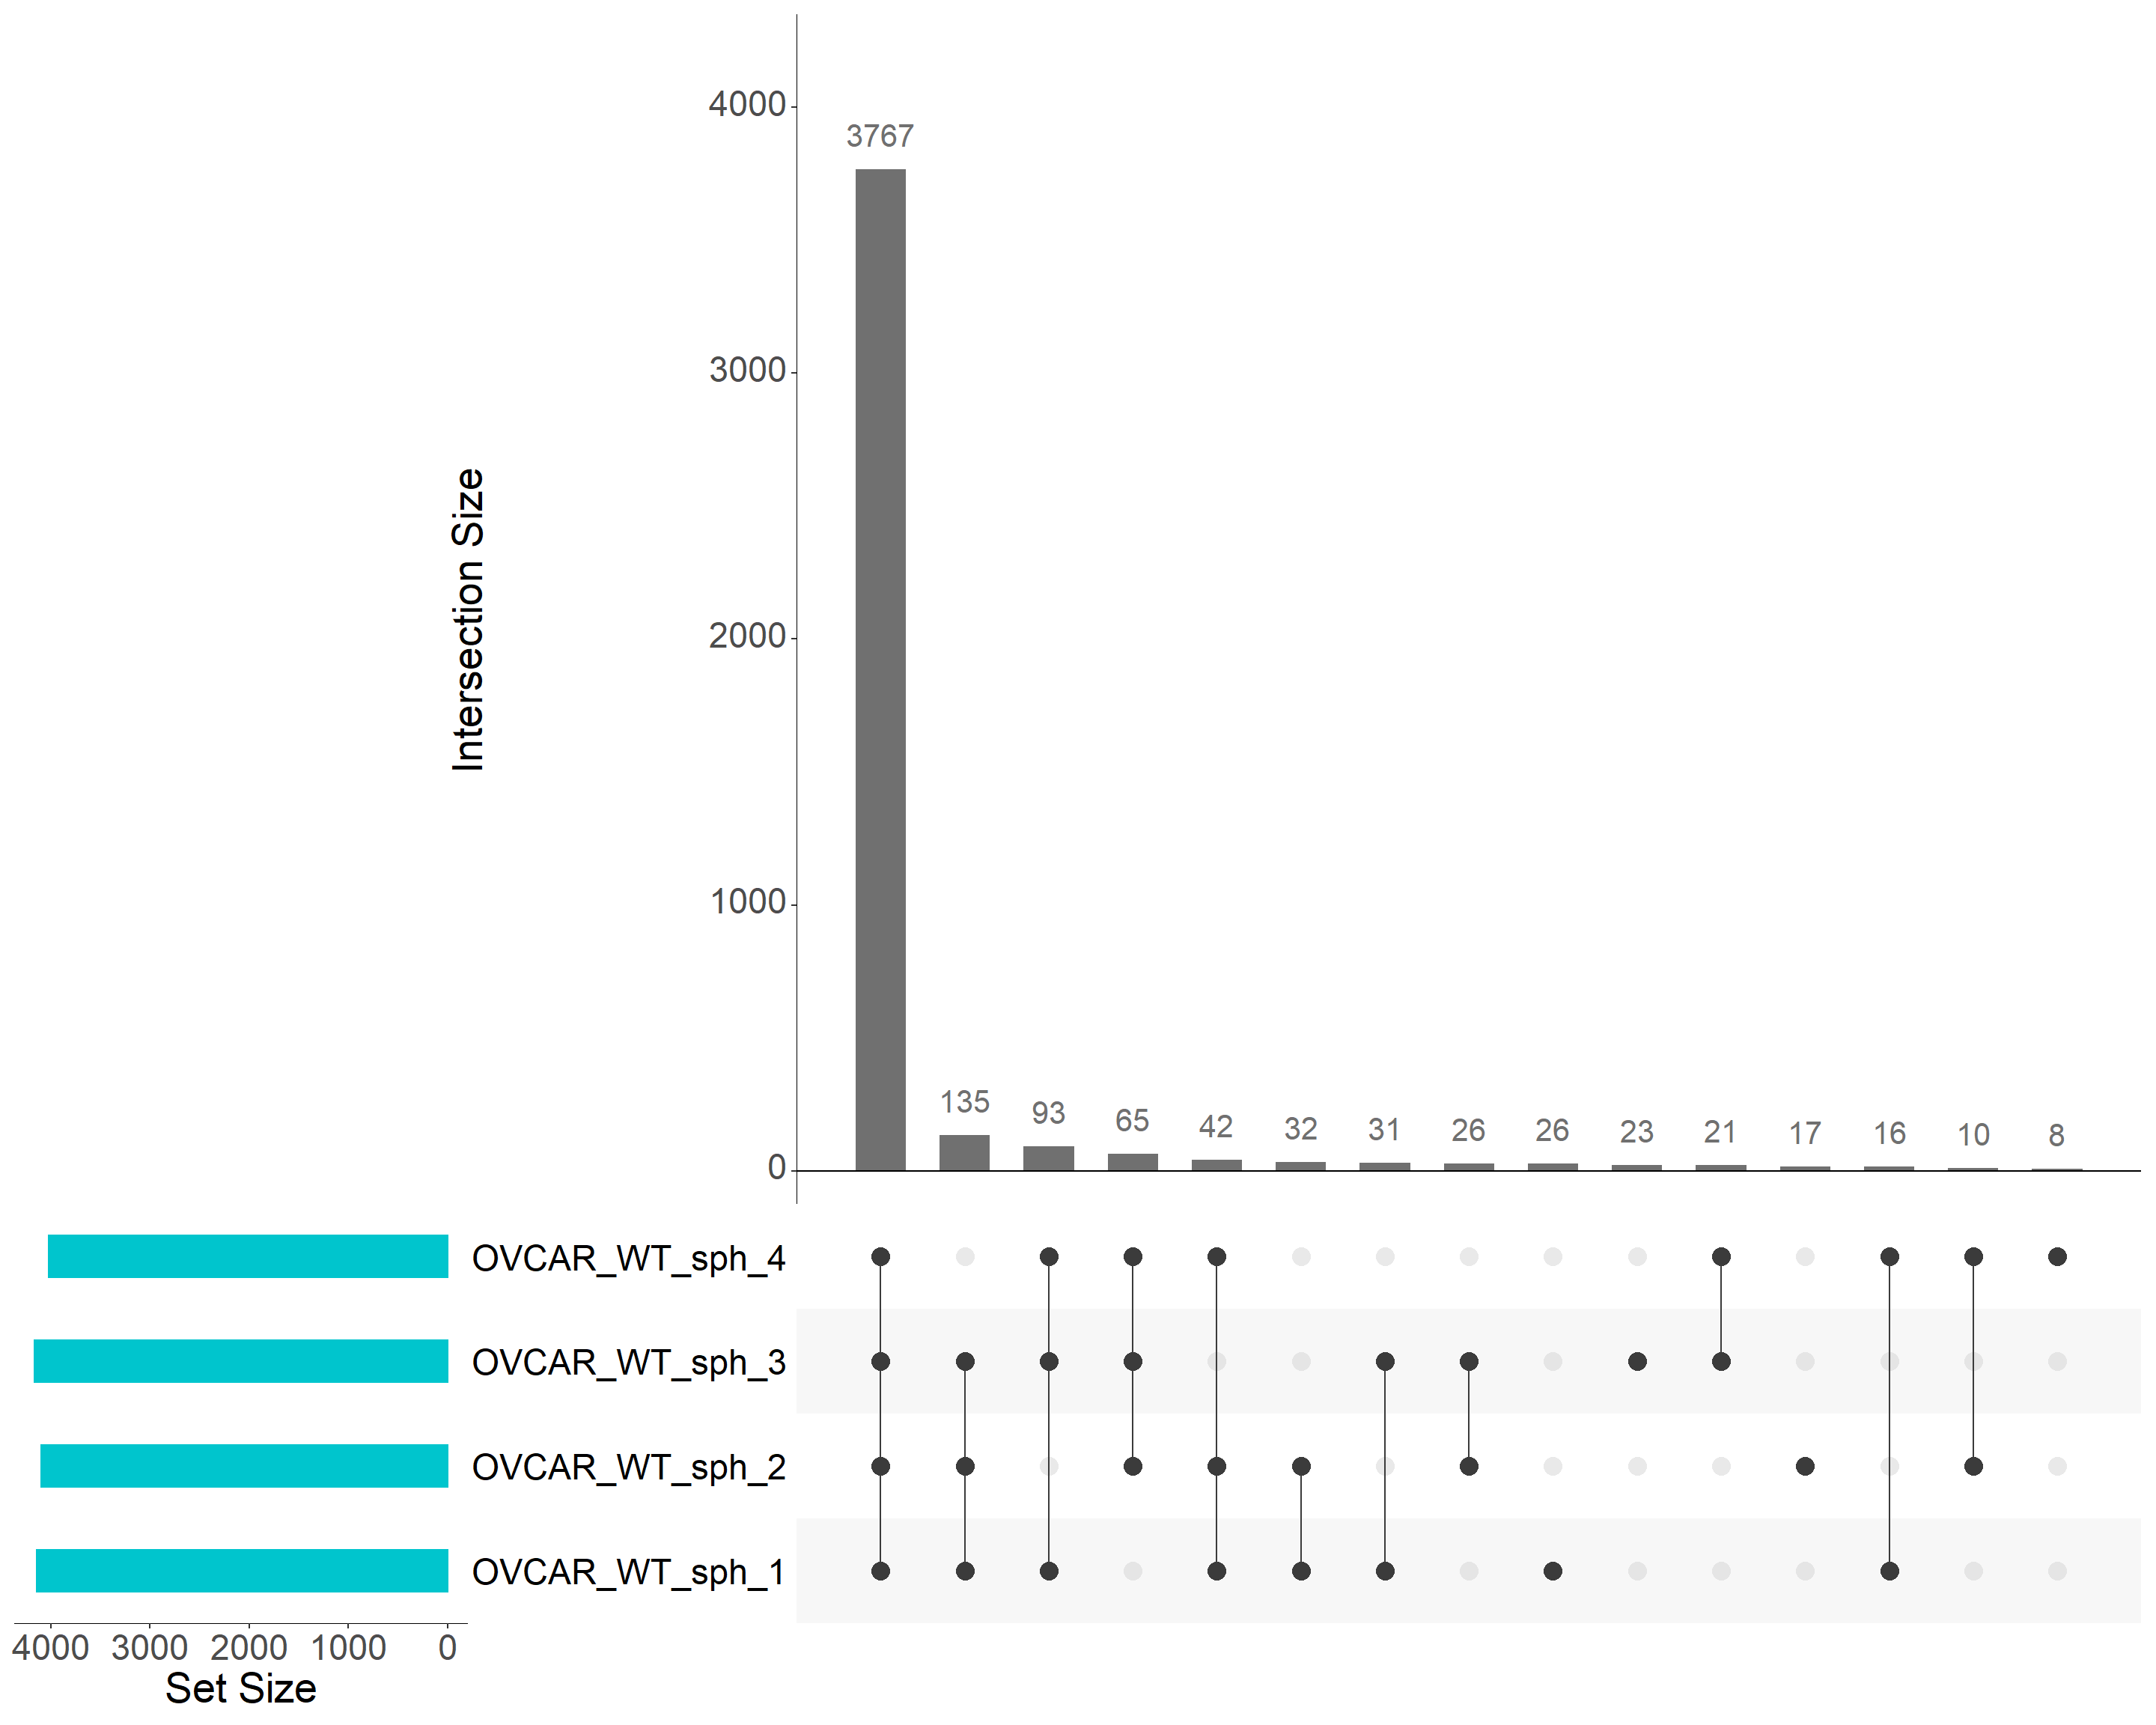 4000
3767
3000
Intersection Size
2000
1000
135 93 65 42 32 31 26 26 23 21 17 16 10 8
0
OVCAR_WT_sph_4
OVCAR_WT_sph_3
OVCAR_WT_sph_2
OVCAR_WT_sph_1
4000 3000 2000 1000 0
Set Size